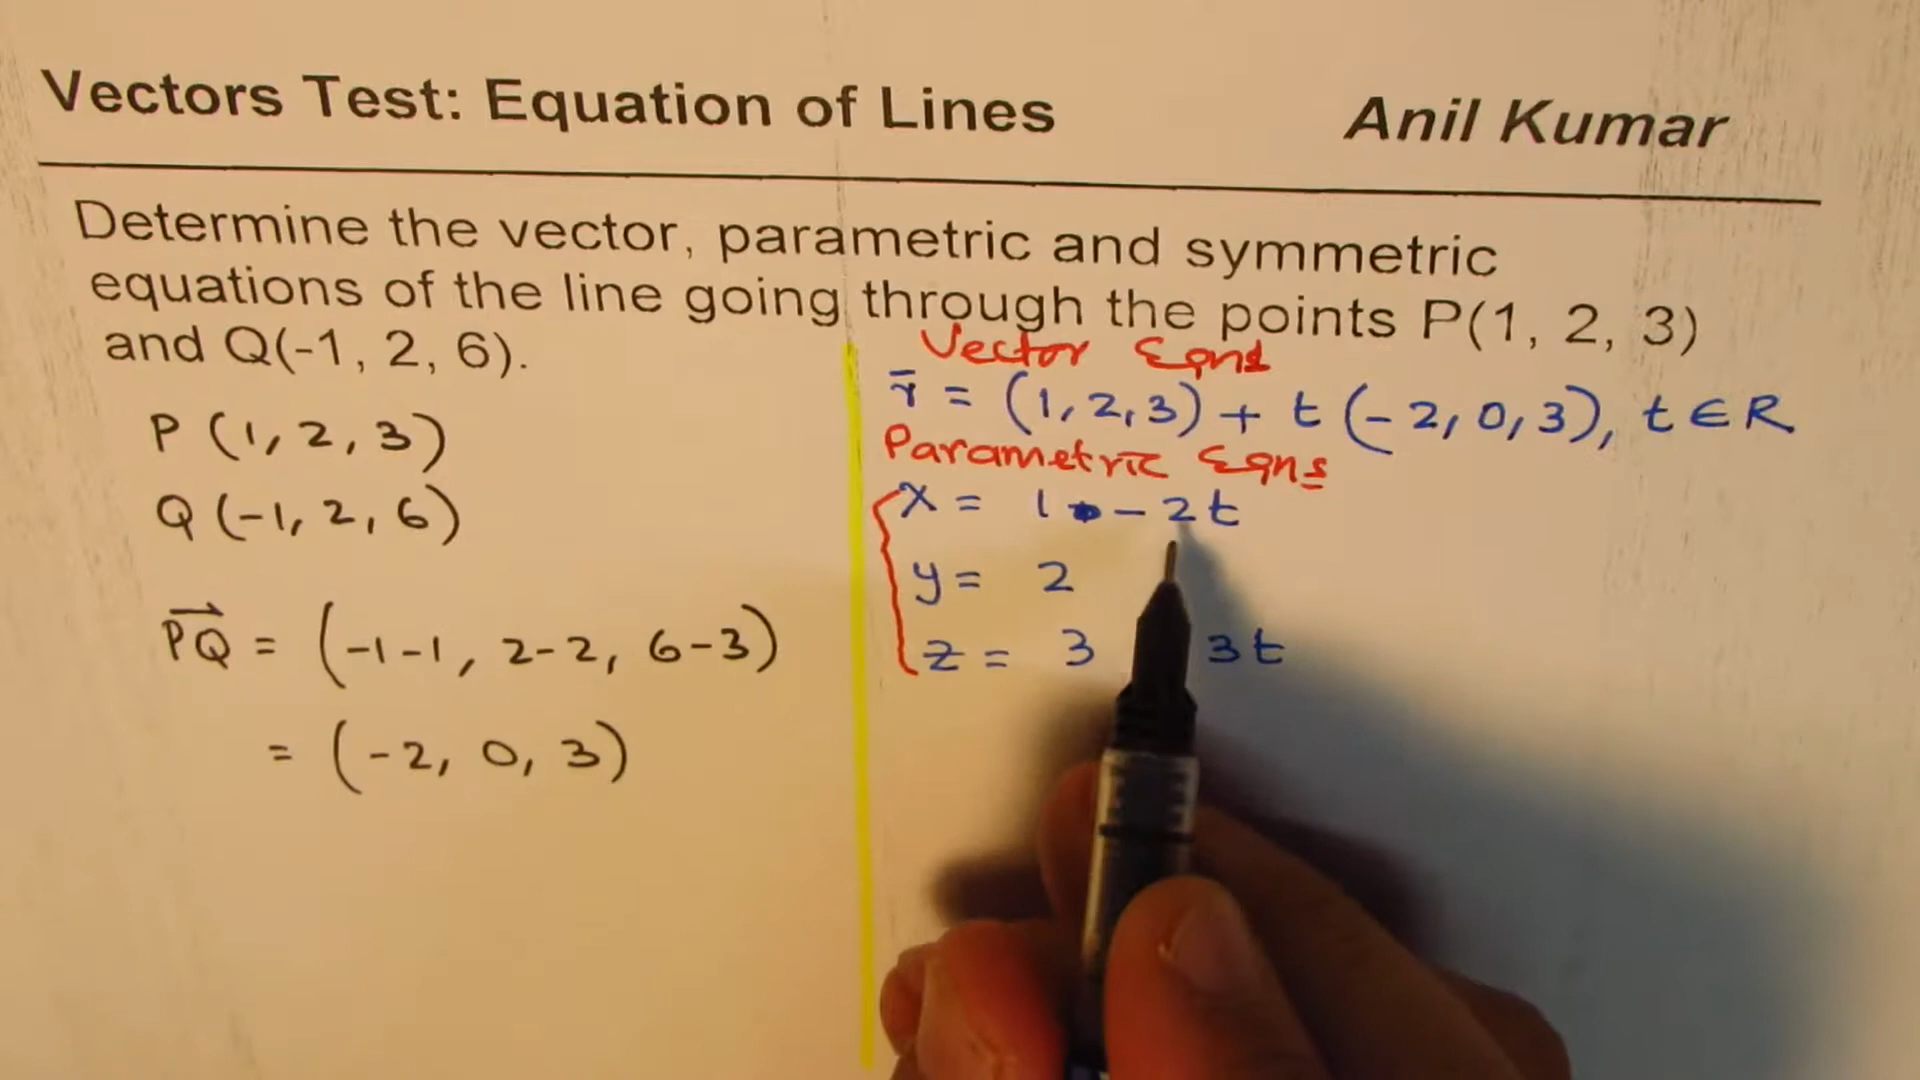 Vectors Test: Equation of Lines Anil Kumar
Determine the vector, parametric and symmetric
equations of the line going through the points P(1, 2, 3)
and Q(-1, 2, 6).
P (1, 2, 3)
Q (-1, 2, 6)
PQ⃗ = (-1-1, 2-2, 6-3)
= (-2, 0, 3)
Vector Eqns
r̄ = (1, 2, 3) + t (-2, 0, 3), t ∈ R
Parametric Eqns
x = 1 - 2t
y = 2
z = 3 3t